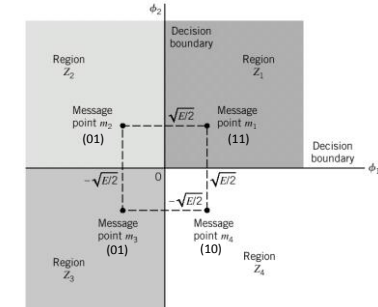 ϕ2
Decision
boundary
Region
Z2
Region
Z1
Message
point m2
(01)
√E/2
Message
point m1
(11)
Decision
boundary
ϕ1
0
−√E/2
√E/2
−√E/2
Message
point m3
(01)
Message
point m4
(10)
Region
Z3
Region
Z4